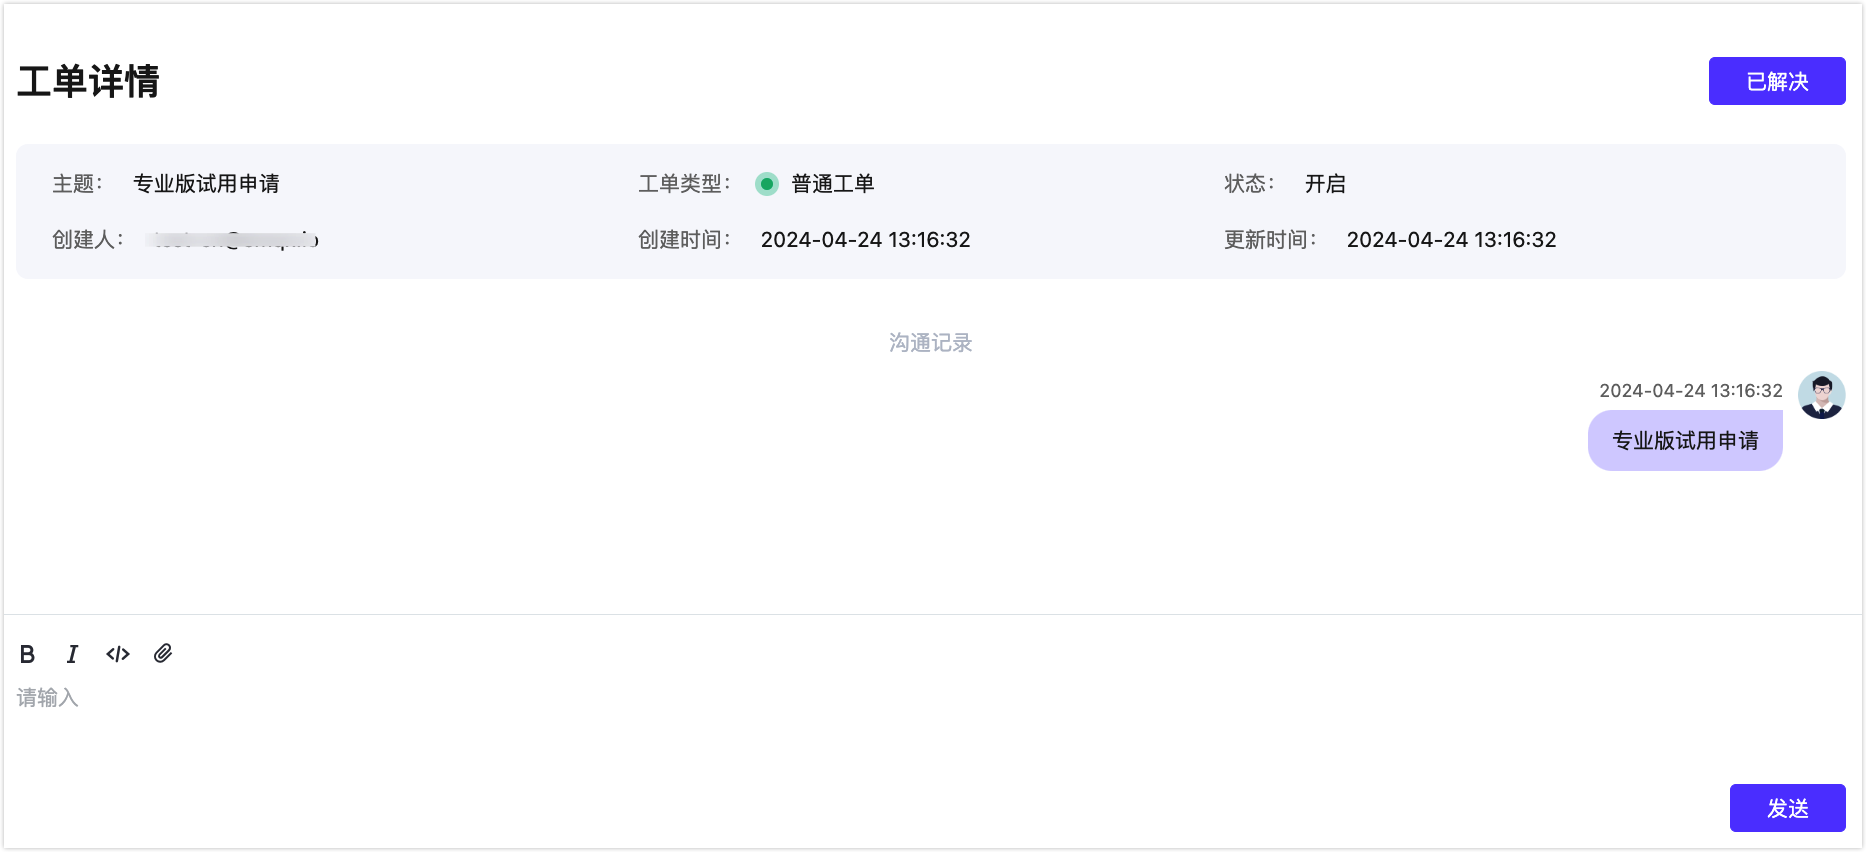 工单详情
已解决
主题： 专业版试用申请
工单类型： 普通工单
状态： 开启
创建人：
创建时间： 2024-04-24 13:16:32
更新时间： 2024-04-24 13:16:32
沟通记录
2024-04-24 13:16:32
专业版试用申请
B I </>
请输入
发送